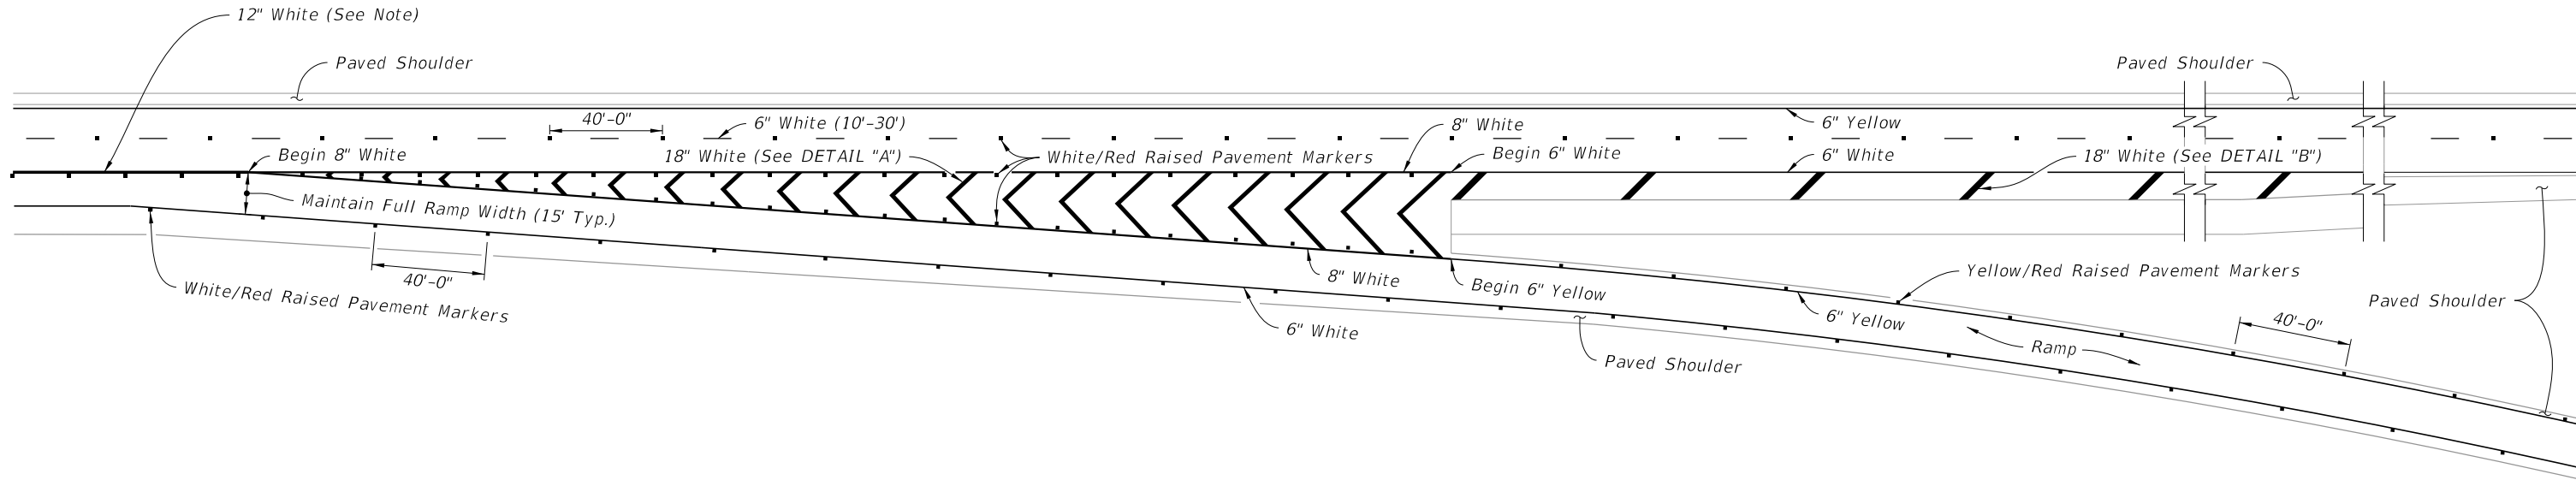 12" White (See Note)
Paved Shoulder
Paved Shoulder
40'-0"
6" White (10'-30')
8" White
6" Yellow
Begin 8" White
18" White (See DETAIL "A")
White/Red Raised Pavement Markers
Begin 6" White
6" White
18" White (See DETAIL "B")
Maintain Full Ramp Width (15' Typ.)
40'-0"
White/Red Raised Pavement Markers
8" White
Begin 6" Yellow
Yellow/Red Raised Pavement Markers
Paved Shoulder
6" White
6" Yellow
40'-0"
Ramp
Paved Shoulder